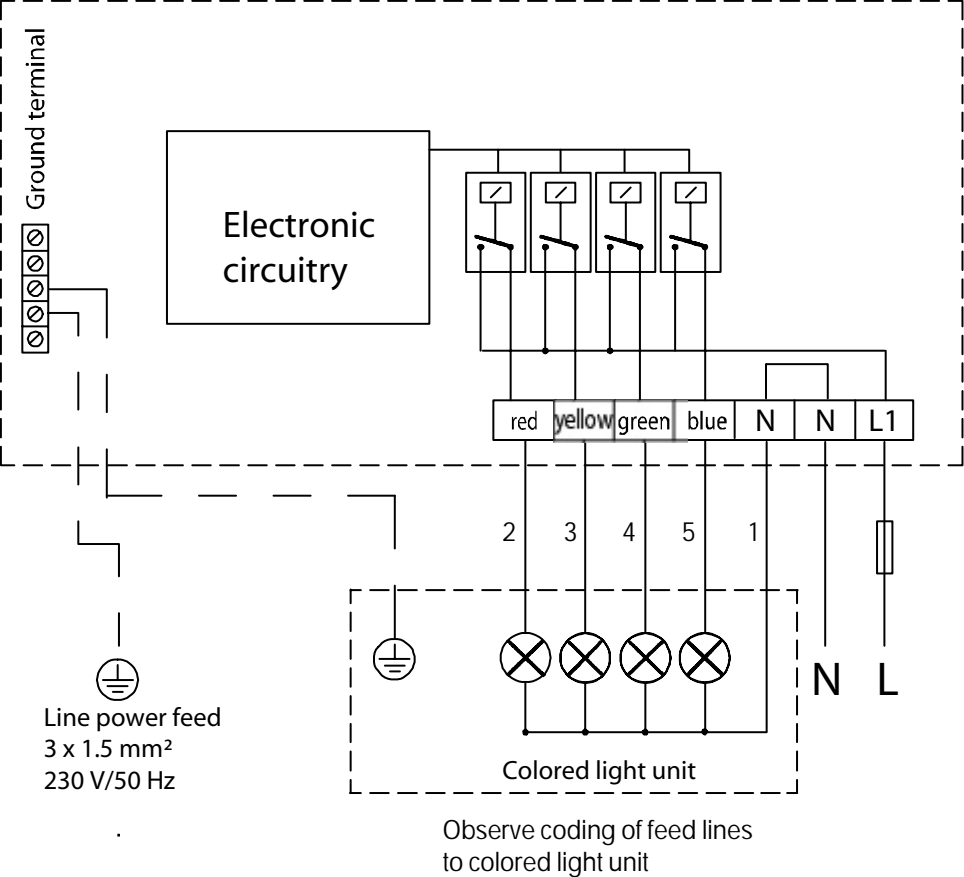 Ground terminal
Electronic
circuitry
red yellow green blue N N L1
2 3 4 5 1
N L
Line power feed
3 x 1.5 mm²
230 V/50 Hz
.
Colored light unit
Observe coding of feed lines
to colored light unit